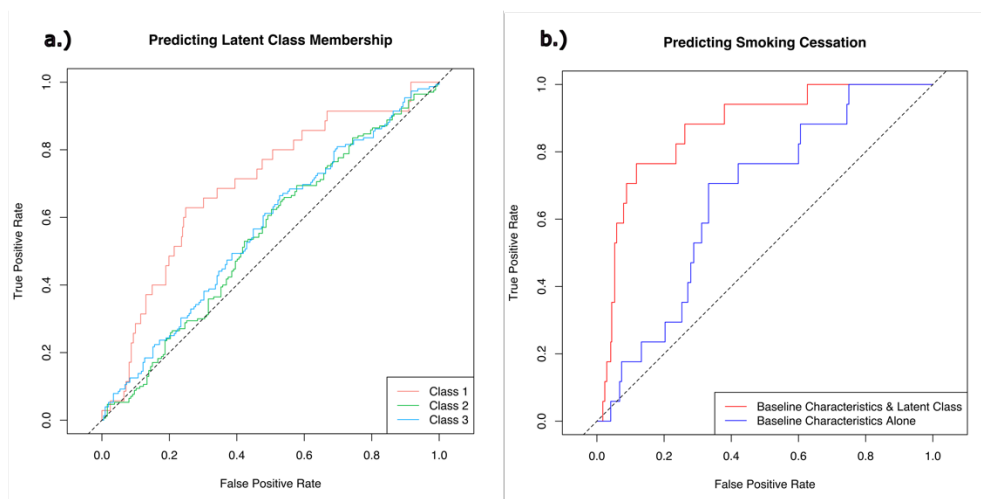 a.)
Predicting Latent Class Membership
True Positive Rate
1.0
0.8
0.6
0.4
0.2
0.0
Class 1
Class 2
Class 3
0.0 0.2 0.4 0.6 0.8 1.0
False Positive Rate
b.)
Predicting Smoking Cessation
True Positive Rate
1.0
0.8
0.6
0.4
0.2
0.0
Baseline Characteristics & Latent Class
Baseline Characteristics Alone
0.0 0.2 0.4 0.6 0.8 1.0
False Positive Rate